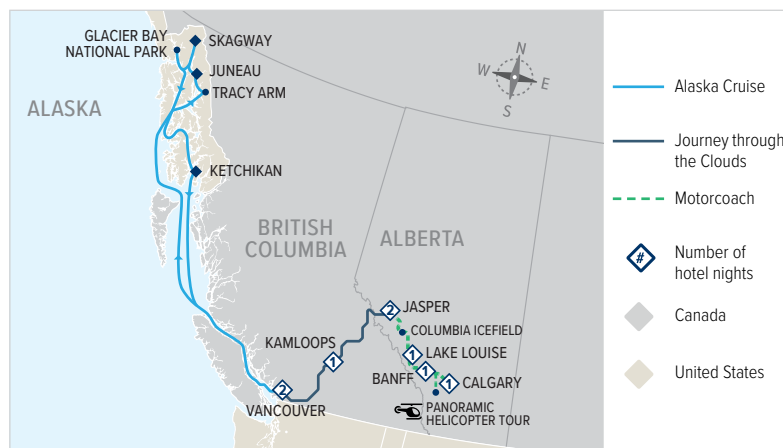 GLACIER BAY
NATIONAL PARK
SKAGWAY
JUNEAU
TRACY ARM
ALASKA
KETCHIKAN
N
W
E
S
BRITISH
COLUMBIA
ALBERTA
2
JASPER
COLUMBIA ICEFIELD
KAMLOOPS
1
1
LAKE LOUISE
BANFF
1
1
CALGARY
2
VANCOUVER
PANORAMIC
HELICOPTER TOUR
Alaska Cruise
Journey through
the Clouds
Motorcoach
#
Number of
hotel nights
Canada
United States